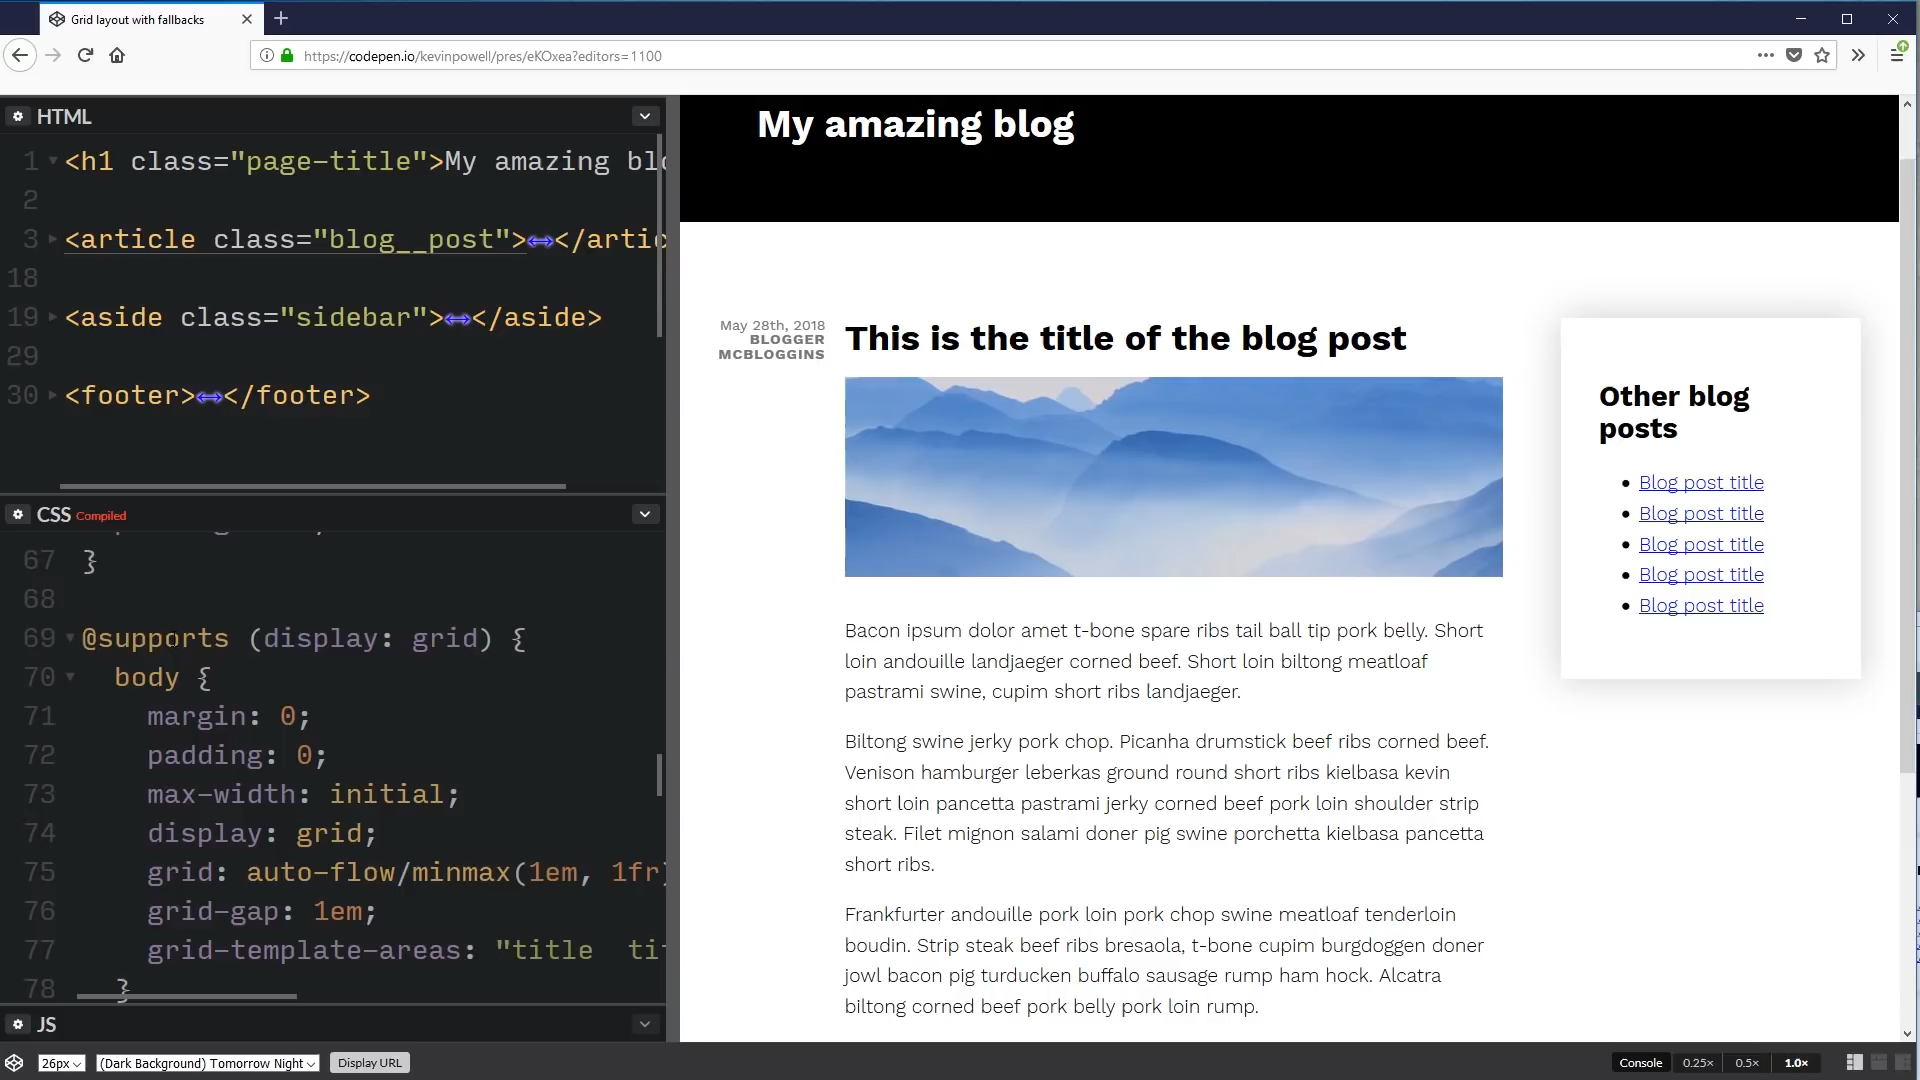 Grid layout with fallbacks
https://codepen.io/kevinpowell/pres/eKOxea?editors=1100
HTML
1 <h1 class="page-title">My amazing blo
2
3 <article class="blog__post">↔</artic
18
19 <aside class="sidebar">↔</aside>
29
30 <footer>↔</footer>
CSS Compiled
67 }
68
69 @supports (display: grid) {
70 body {
71 margin: 0;
72 padding: 0;
73 max-width: initial;
74 display: grid;
75 grid: auto-flow/minmax(1em, 1fr)
76 grid-gap: 1em;
77 grid-template-areas: "title tit
78 }
JS
My amazing blog
May 28th, 2018
BLOGGER
MCBLOGGINS
This is the title of the blog post
Bacon ipsum dolor amet t-bone spare ribs tail ball tip pork belly. Short
loin andouille landjaeger corned beef. Short loin biltong meatloaf
pastrami swine, cupim short ribs landjaeger.
Biltong swine jerky pork chop. Picanha drumstick beef ribs corned beef.
Venison hamburger leberkas ground round short ribs kielbasa kevin
short loin pancetta pastrami jerky corned beef pork loin shoulder strip
steak. Filet mignon salami doner pig swine porchetta kielbasa pancetta
short ribs.
Frankfurter andouille pork loin pork chop swine meatloaf tenderloin
boudin. Strip steak beef ribs bresaola, t-bone cupim burgdoggen doner
jowl bacon pig turducken buffalo sausage rump ham hock. Alcatra
biltong corned beef pork belly pork loin rump.
Other blog
posts
Blog post title
Blog post title
Blog post title
Blog post title
Blog post title
26px (Dark Background) Tomorrow Night Display URL
Console 0.25× 0.5× 1.0×